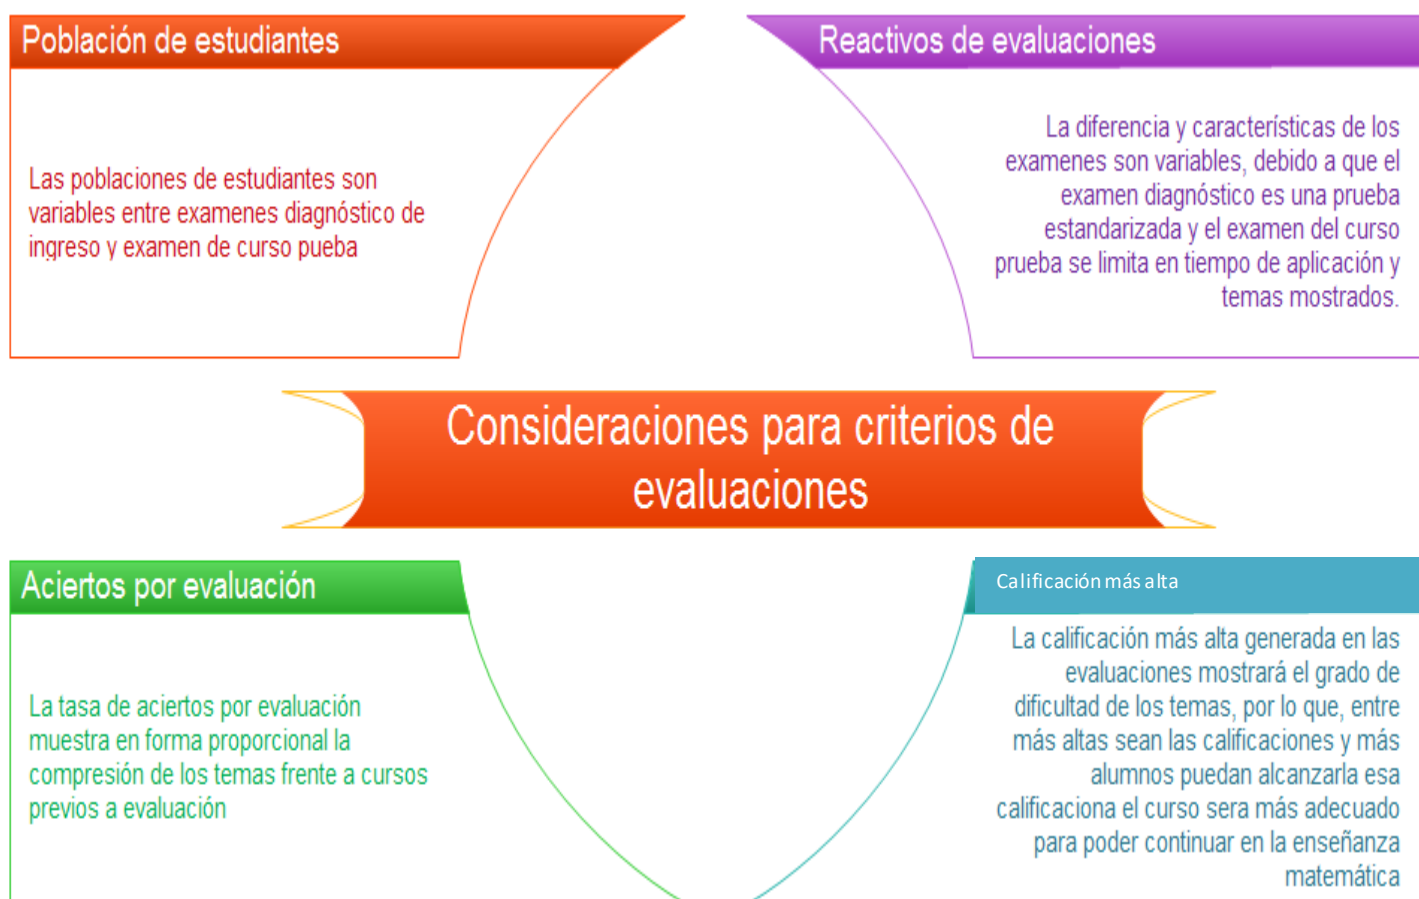 Población de estudiantes
Las poblaciones de estudiantes son
variables entre examenes diagnóstico de
ingreso y examen de curso pueba
Reactivos de evaluaciones
La diferencia y características de los
examenes son variables, debido a que el
examen diagnóstico es una prueba
estandarizada y el examen del curso
prueba se limita en tiempo de aplicación y
temas mostrados.
Consideraciones para criterios de
evaluaciones
Aciertos por evaluación
La tasa de aciertos por evaluación
muestra en forma proporcional la
compresión de los temas frente a cursos
previos a evaluación
Calificación más alta
La calificación más alta generada en las
evaluaciones mostrará el grado de
dificultad de los temas, por lo que, entre
más altas sean las calificaciones y más
alumnos puedan alcanzarla esa
calificaciona el curso sera más adecuado
para poder continuar en la enseñanza
matemática